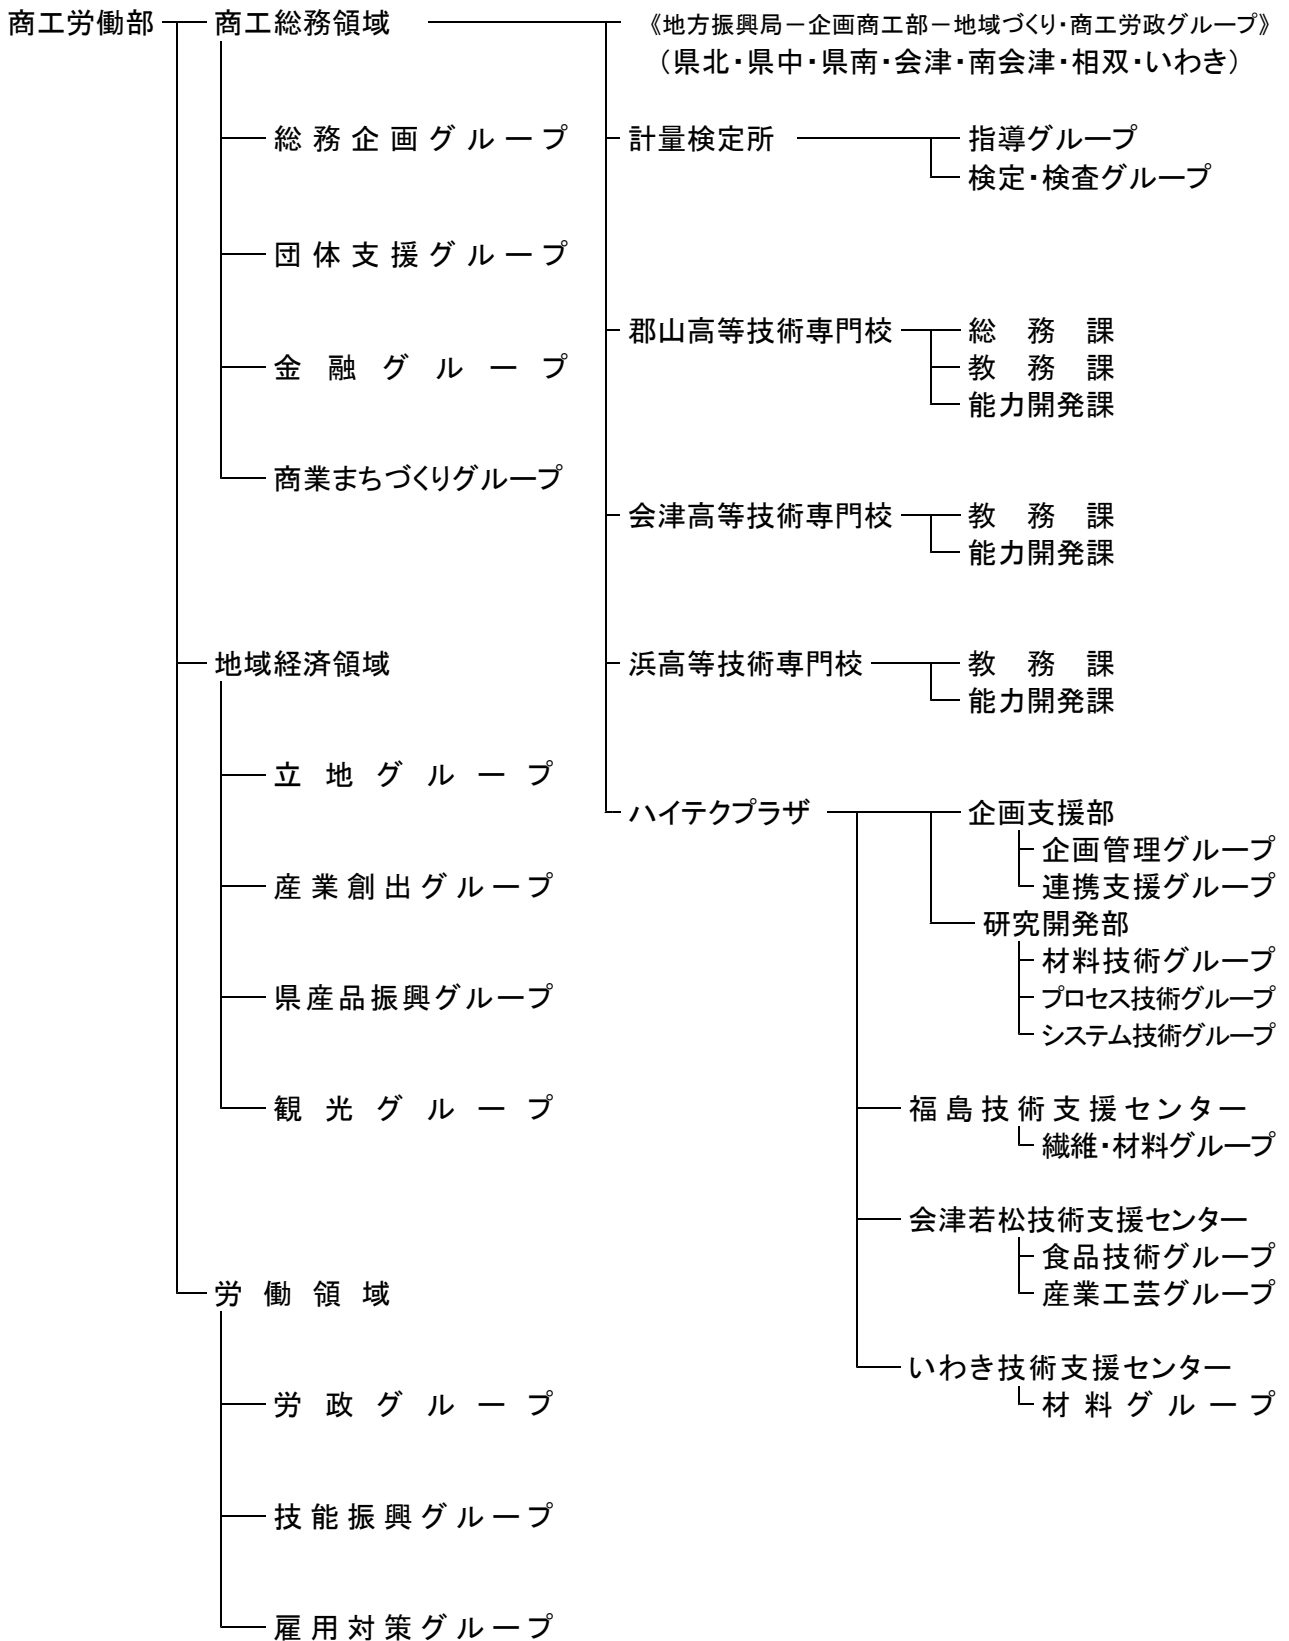 商工労働部
商工総務領域
総務企画グループ
団体支援グループ
金融グループ
商業まちづくりグループ
地域経済領域
立地グループ
産業創出グループ
県産品振興グループ
観光グループ
労働領域
労政グループ
技能振興グループ
雇用対策グループ
《地方振興局－企画商工部－地域づくり・商工労政グループ》
（県北・県中・県南・会津・南会津・相双・いわき）
計量検定所
指導グループ
検定・検査グループ
郡山高等技術専門校
総務課
教務課
能力開発課
会津高等技術専門校
教務課
能力開発課
浜高等技術専門校
教務課
能力開発課
ハイテクプラザ
企画支援部
企画管理グループ
連携支援グループ
研究開発部
材料技術グループ
プロセス技術グループ
システム技術グループ
福島技術支援センター
繊維・材料グループ
会津若松技術支援センター
食品技術グループ
産業工芸グループ
いわき技術支援センター
材料グループ